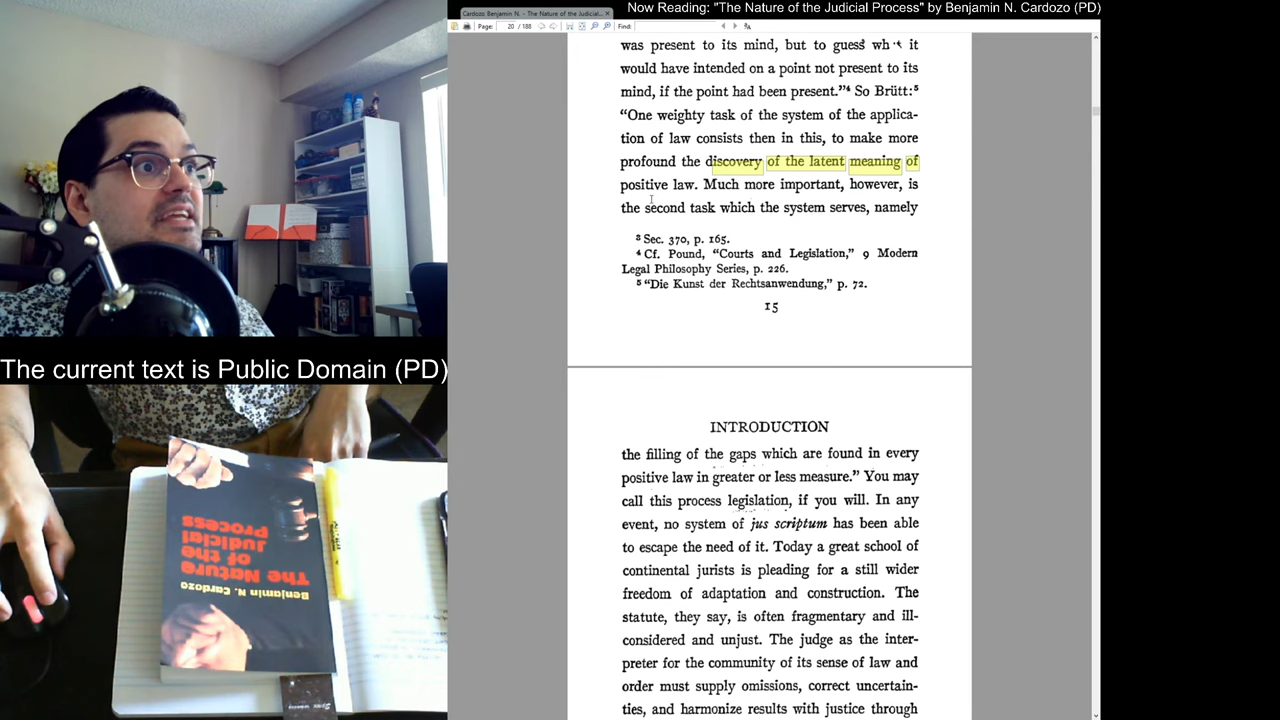 Now Reading: "The Nature of the Judicial Process" by Benjamin N. Cardozo (PD)
Cardozo Benjamin N. - The Nature of the Judicial...
Page: 20 / 188 Find:
was present to its mind, but to guess it
would have intended on a point not present to its
mind, if the point had been present."⁴ So Brütt:⁵
"One weighty task of the system of the applica-
tion of law consists then in this, to make more
profound the discovery of the latent meaning of
positive law. Much more important, however, is
the second task which the system serves, namely
³ Sec. 370, p. 165.
⁴ Cf. Pound, "Courts and Legislation," 9 Modern
Legal Philosophy Series, p. 226.
⁵ "Die Kunst der Rechtsanwendung," p. 72.
15
INTRODUCTION
the filling of the gaps which are found in every
positive law in greater or less measure." You may
call this process legislation, if you will. In any
event, no system of jus scriptum has been able
to escape the need of it. Today a great school of
continental jurists is pleading for a still wider
freedom of adaptation and construction. The
statute, they say, is often fragmentary and ill-
considered and unjust. The judge as the inter-
preter for the community of its sense of law and
order must supply omissions, correct uncertain-
ties, and harmonize results with justice through
The current text is Public Domain (PD)
The Nature
of the
Judicial
Process
Benjamin N. Cardozo